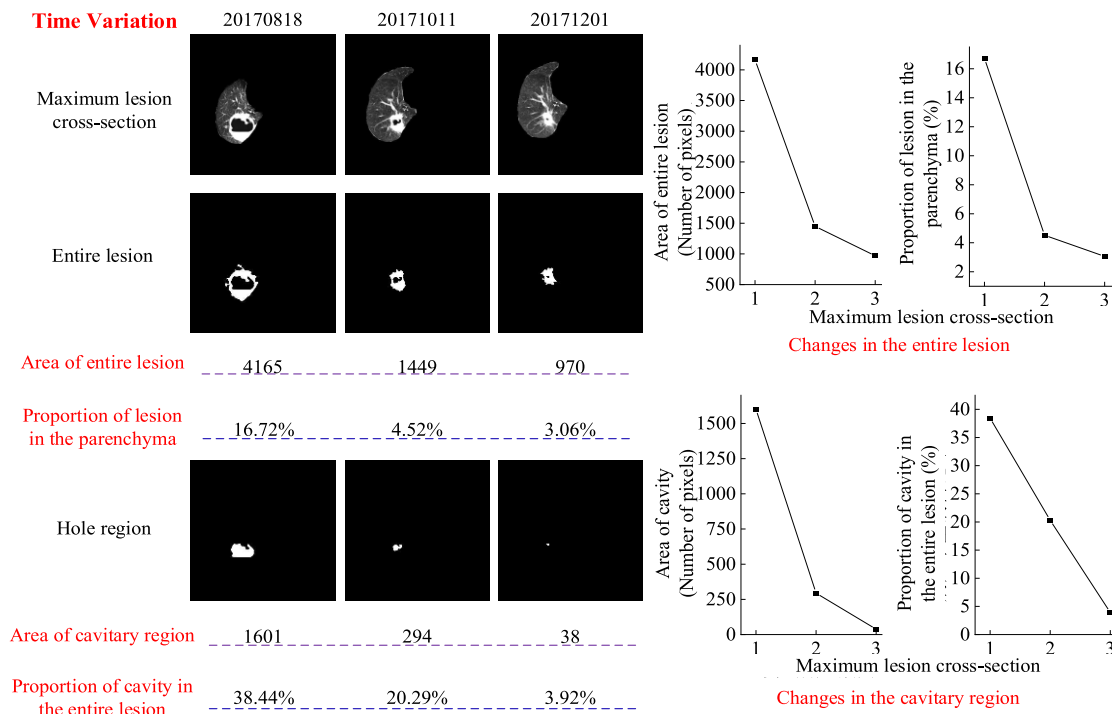 Time Variation
20170818
20171011
20171201
Maximum lesion
cross-section
Entire lesion
Area of entire lesion
4165
1449
970
Proportion of lesion
in the parenchyma
16.72%
4.52%
3.06%
Hole region
Area of cavitary region
1601
294
38
Proportion of cavity in
the entire lesion
38.44%
20.29%
3.92%
Area of entire lesion
(Number of pixels)
4000
3500
3000
2500
2000
1500
1000
500
1
2
3
Proportion of lesion in the
parenchyma (%)
16
14
12
10
8
6
4
2
1
2
3
Maximum lesion cross-section
Changes in the entire lesion
Area of cavity
(Number of pixels)
1500
1250
1000
750
500
250
0
1
2
3
Proportion of cavity in
the entire lesion (%)
40
35
30
25
20
15
10
5
0
1
2
3
Maximum lesion cross-section
Changes in the cavitary region